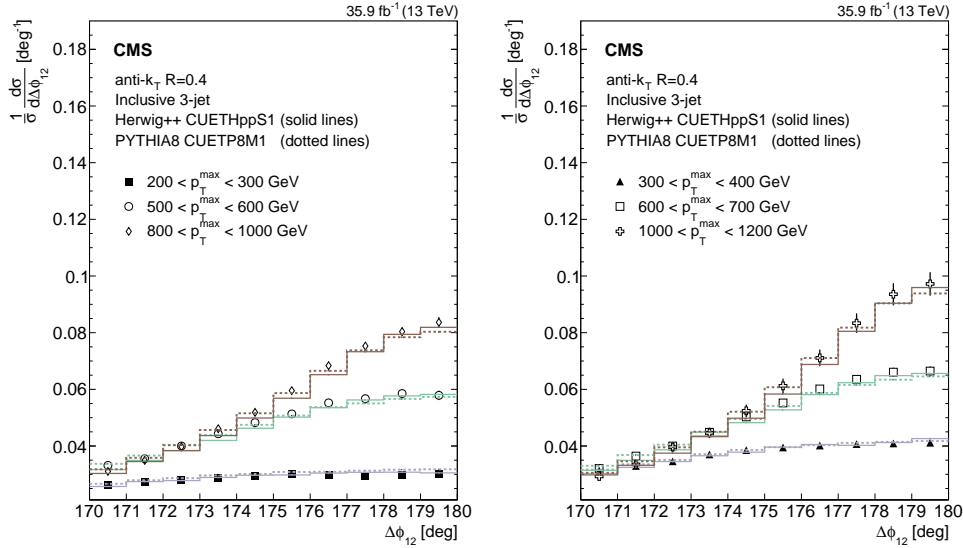 35.9 fb⁻¹ (13 TeV)
CMS
anti-k_T R=0.4
Inclusive 3-jet
Herwig++ CUETHppS1 (solid lines)
PYTHIA8 CUETP8M1 (dotted lines)
200 < p_T^max < 300 GeV
500 < p_T^max < 600 GeV
800 < p_T^max < 1000 GeV
1/σ dσ/dΔϕ₁₂ [deg⁻¹]
0.18
0.16
0.14
0.12
0.1
0.08
0.06
0.04
170 171 172 173 174 175 176 177 178 179 180
Δϕ₁₂ [deg]
35.9 fb⁻¹ (13 TeV)
CMS
anti-k_T R=0.4
Inclusive 3-jet
Herwig++ CUETHppS1 (solid lines)
PYTHIA8 CUETP8M1 (dotted lines)
300 < p_T^max < 400 GeV
600 < p_T^max < 700 GeV
1000 < p_T^max < 1200 GeV
1/σ dσ/dΔϕ₁₂ [deg⁻¹]
0.18
0.16
0.14
0.12
0.1
0.08
0.06
0.04
170 171 172 173 174 175 176 177 178 179 180
Δϕ₁₂ [deg]